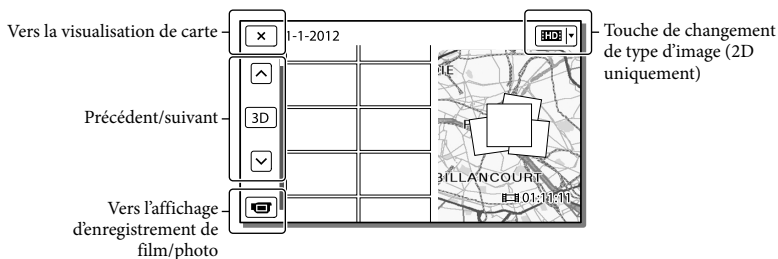 Vers la visualisation de carte
1-1-2012
HD
Touche de changement
de type d'image (2D
uniquement)
Précédent/suivant
3D
BILLANCOURT
01:11:11
Vers l'affichage
d'enregistrement de
film/photo